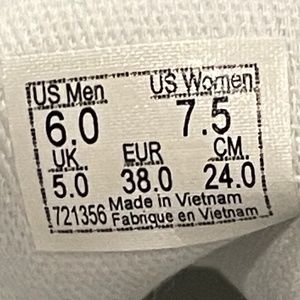 US Men US Women
6.0 7.5
UK EUR CM
5.0 38.0 24.0
721356 Made in Vietnam
Fabrique en Vietnam